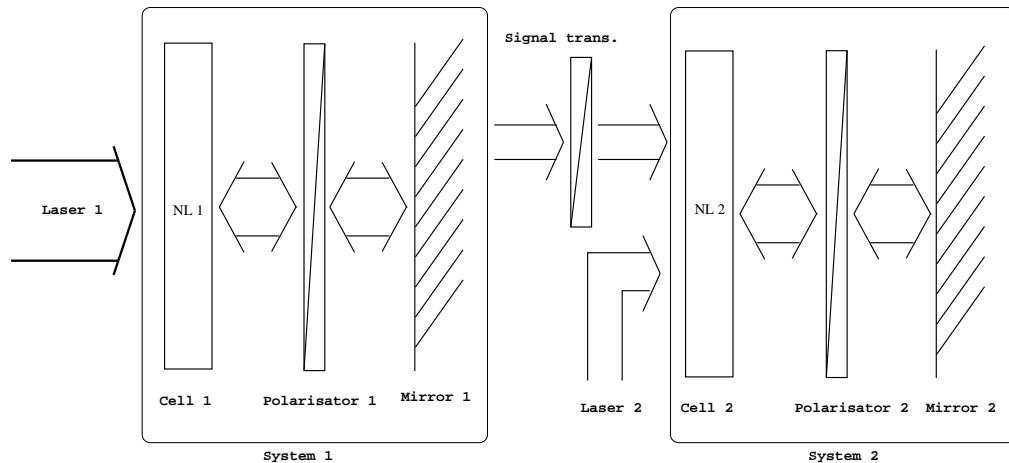 Signal trans.
Laser 1
NL 1
NL 2
Cell 1
Polarisator 1
Mirror 1
Laser 2
Cell 2
Polarisator 2
Mirror 2
System 1
System 2